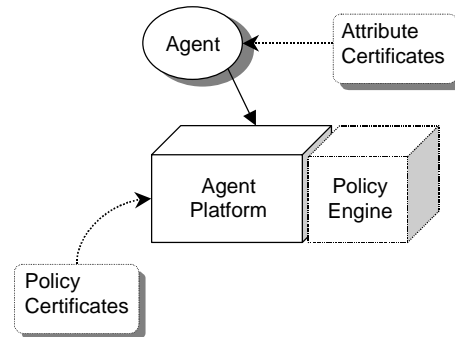 Agent
Attribute
Certificates
Agent
Platform
Policy
Engine
Policy
Certificates